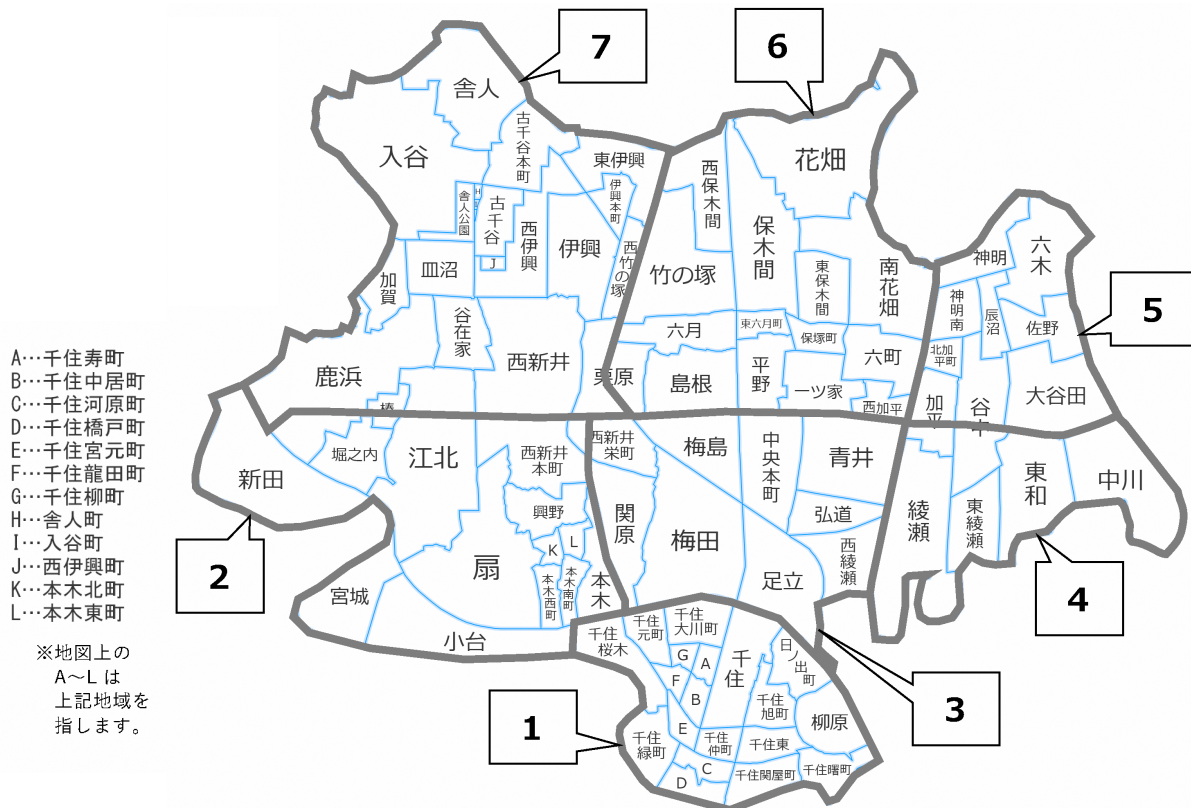 7
6
舎人
入谷
古千谷本町
東伊興
伊興本町
西保木間
花畑
舎人公園
H
古千谷
西伊興
伊興
西竹の塚
竹の塚
保木間
東保木間
南花畑
神明
六木
加賀
皿沼
J
神明南
辰沼
佐野
5
谷在家
西新井
六月
東六月町
保塚町
六町
北加平町
鹿浜
栗原
島根
平野
一ツ家
西加平
加平
谷中
大谷田
椿
A…千住寿町
B…千住中居町
C…千住河原町
D…千住橋戸町
E…千住宮元町
F…千住龍田町
G…千住柳町
H…舎人町
I…入谷町
J…西伊興町
K…本木北町
L…本木東町
※地図上の
A~Lは
上記地域を
指します。
新田
堀之内
江北
西新井本町
西新井栄町
梅島
中央本町
青井
東和
中川
興野
関原
弘道
綾瀬
東綾瀬
2
扇
K
L
梅田
西綾瀬
宮城
本木西町
本木南町
本木
足立
4
小台
千住桜木
千住元町
千住大川町
千住
日ノ出町
G
A
F
B
千住旭町
柳原
3
1
千住緑町
E
千住仲町
千住東
C
D
千住関屋町
千住曙町